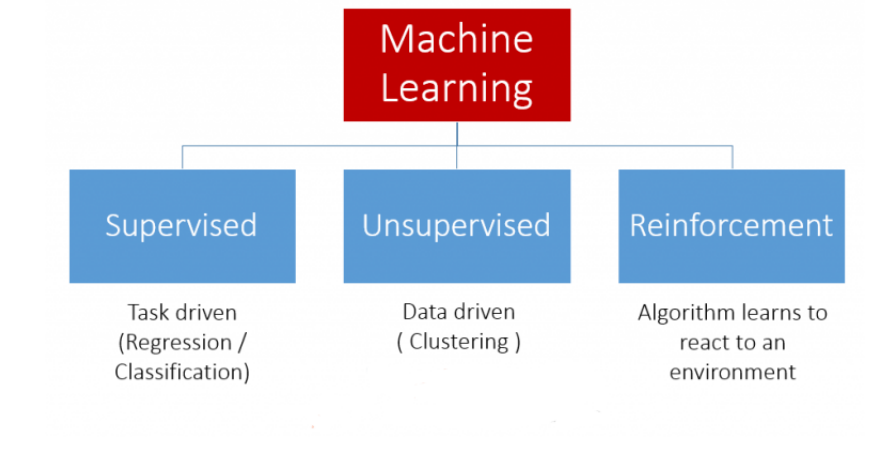 Machine
Learning
Supervised
Unsupervised
Reinforcement
Task driven
(Regression /
Classification)
Data driven
( Clustering )
Algorithm learns to
react to an
environment